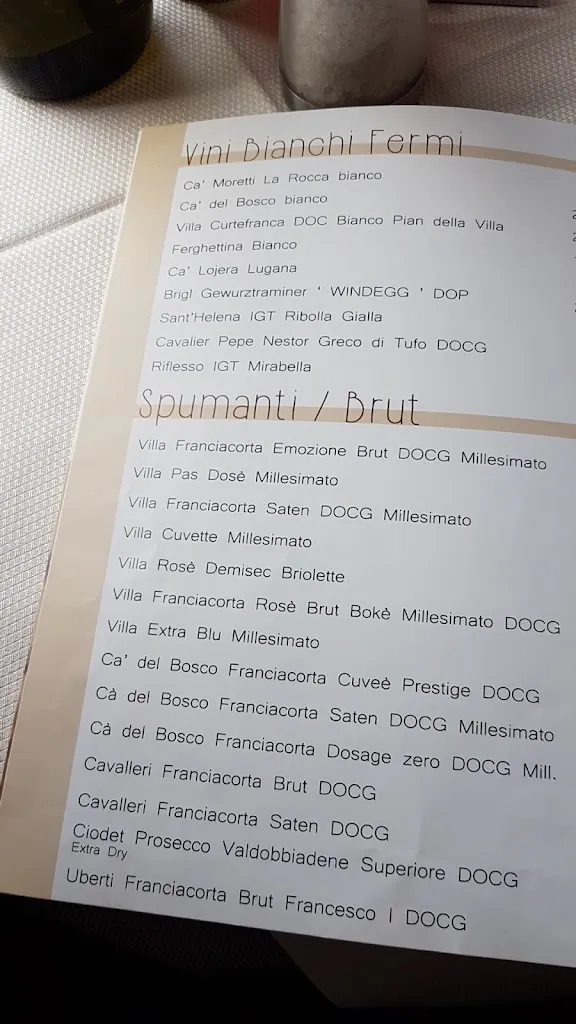 Vini Bianchi Fermi
Ca' Moretti La Rocca bianco
Ca' del Bosco bianco
Villa Curtefranca DOC Bianco Pian della Villa
Ferghettina Bianco
Ca' Lojera Lugana
Brigl Gewurztraminer ' WINDEGG ' DOP
Sant'Helena IGT Ribolla Gialla
Cavalier Pepe Nestor Greco di Tufo DOCG
Riflesso IGT Mirabella
Spumanti / Brut
Villa Franciacorta Emozione Brut DOCG Millesimato
Villa Pas Dosè Millesimato
Villa Franciacorta Saten DOCG Millesimato
Villa Cuvette Millesimato
Villa Rosè Demisec Briolette
Villa Franciacorta Rosè Brut Bokè Millesimato DOCG
Villa Extra Blu Millesimato
Ca' del Bosco Franciacorta Cuveè Prestige DOCG
Cà del Bosco Franciacorta Saten DOCG Millesimato
Cà del Bosco Franciacorta Dosage zero DOCG Mill.
Cavalleri Franciacorta Brut DOCG
Cavalleri Franciacorta Saten DOCG
Ciodet Prosecco Valdobbiadene Superiore DOCG
Extra Dry
Uberti Franciacorta Brut Francesco I DOCG